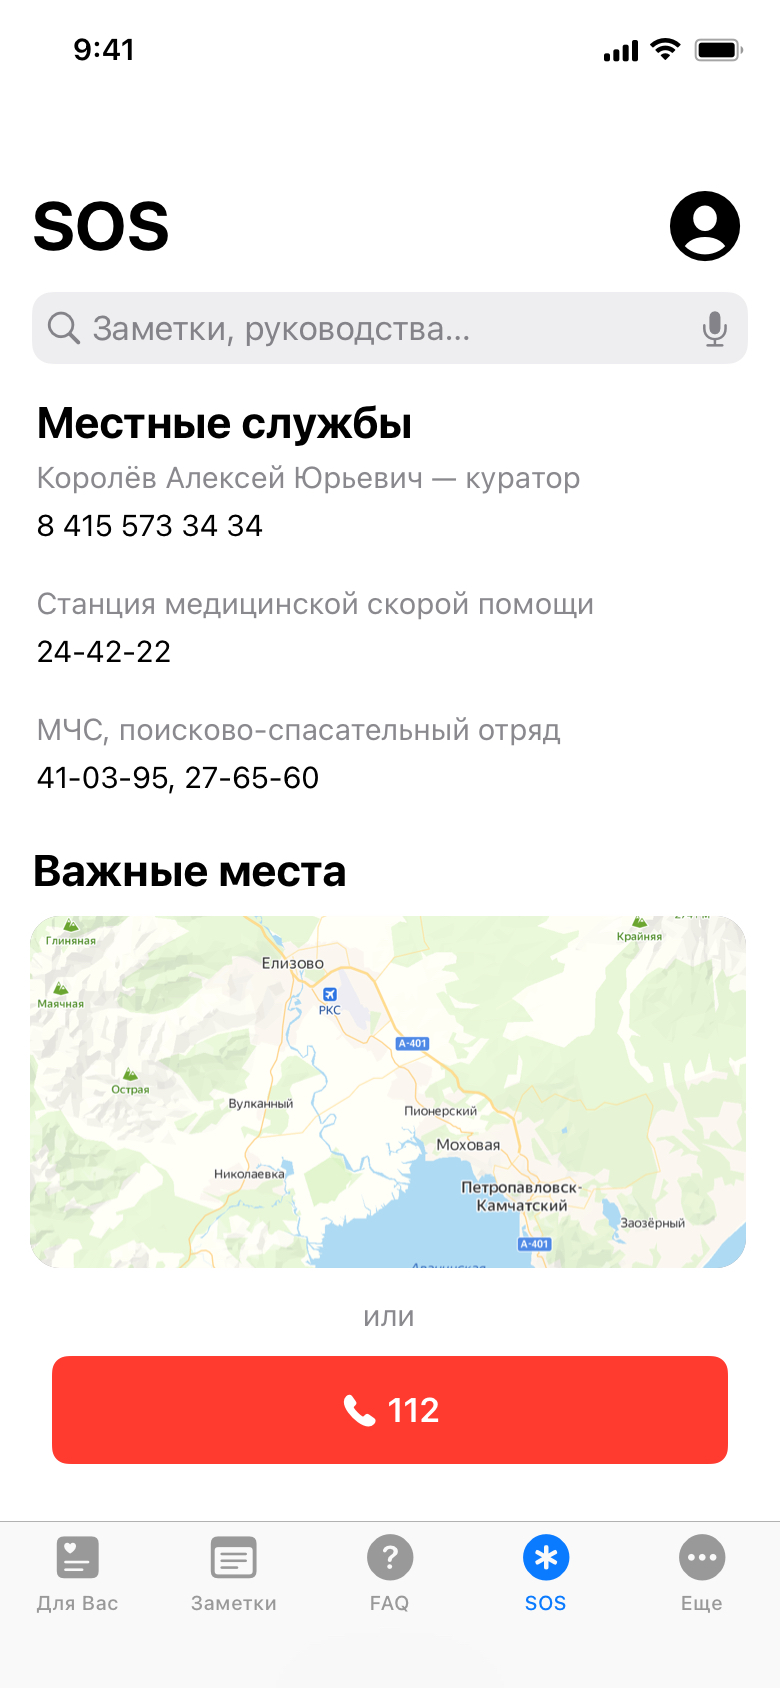 9:41
SOS
Заметки, руководства...
Местные службы
Королёв Алексей Юрьевич — куратор
8 415 573 34 34
Станция медицинской скорой помощи
24-42-22
МЧС, поисково-спасательный отряд
41-03-95, 27-65-60
Важные места
Глиняная
Крайняя
Елизово
Маячная
РКС
А-401
Острая
Вулканный
Пионерский
Моховая
Николаевка
Петропавловск-
Камчатский
Заозёрный
А-401
или
112
Для Вас
Заметки
FAQ
SOS
Еще